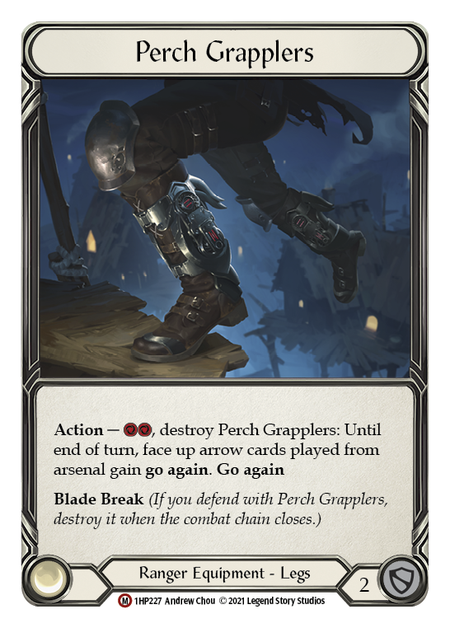 Perch Grapplers
Action — , destroy Perch Grapplers: Until
end of turn, face up arrow cards played from
arsenal gain go again. Go again
Blade Break (If you defend with Perch Grapplers,
destroy it when the combat chain closes.)
Ranger Equipment - Legs
2
M 1HP227 Andrew Chou © 2021 Legend Story Studios